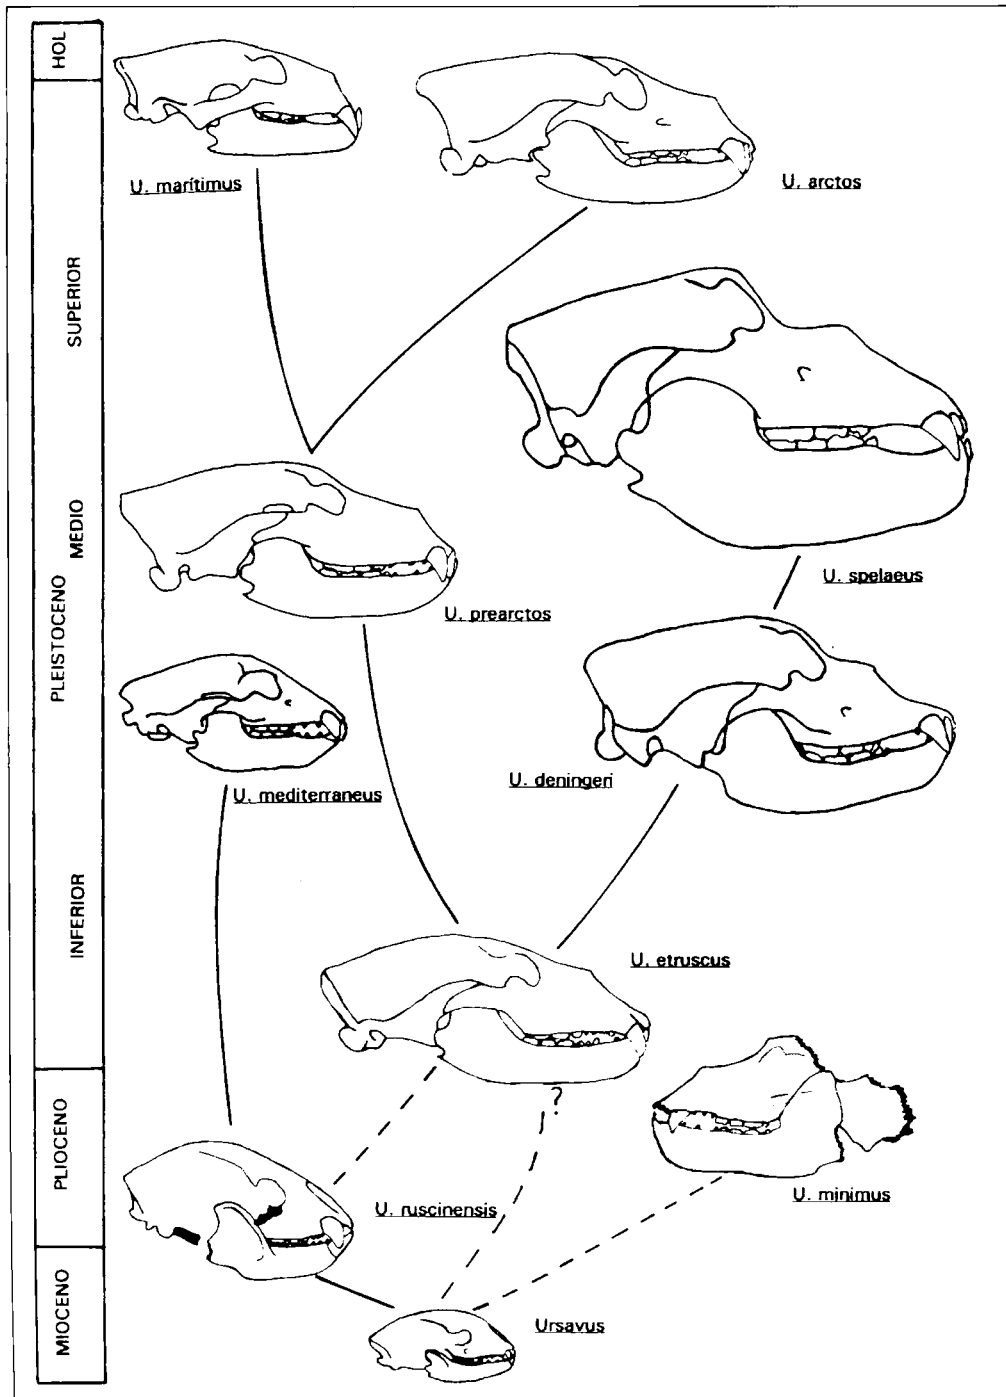 HOL
SUPERIOR
MEDIO
PLEISTOCENO
INFERIOR
PLIOCENO
MIOCENO
U. marítimus
U. arctos
U. spelaeus
U. prearctos
U. mediterraneus
U. deningeri
U. etruscus
?
U. minimus
U. ruscinensis
Ursavus